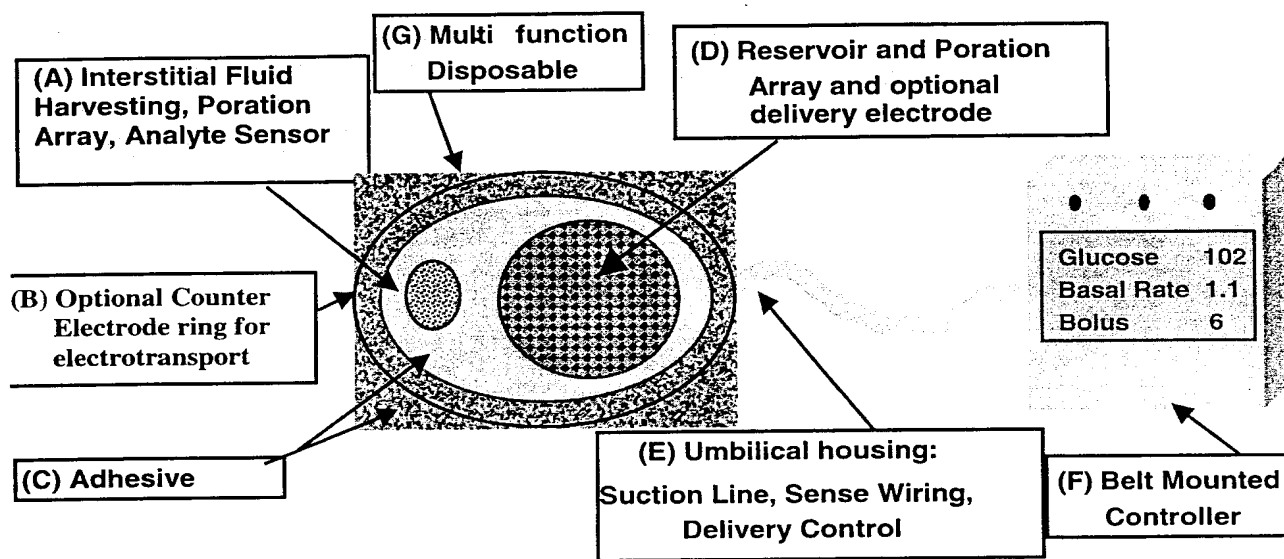 (G) Multi function
Disposable
(D) Reservoir and Poration
Array and optional
delivery electrode
(A) Interstitial Fluid
Harvesting, Poration
Array, Analyte Sensor
Glucose 102
Basal Rate 1.1
Bolus 6
(B) Optional Counter
Electrode ring for
electrotransport
(C) Adhesive
(E) Umbilical housing:
Suction Line, Sense Wiring,
Delivery Control
(F) Belt Mounted
Controller